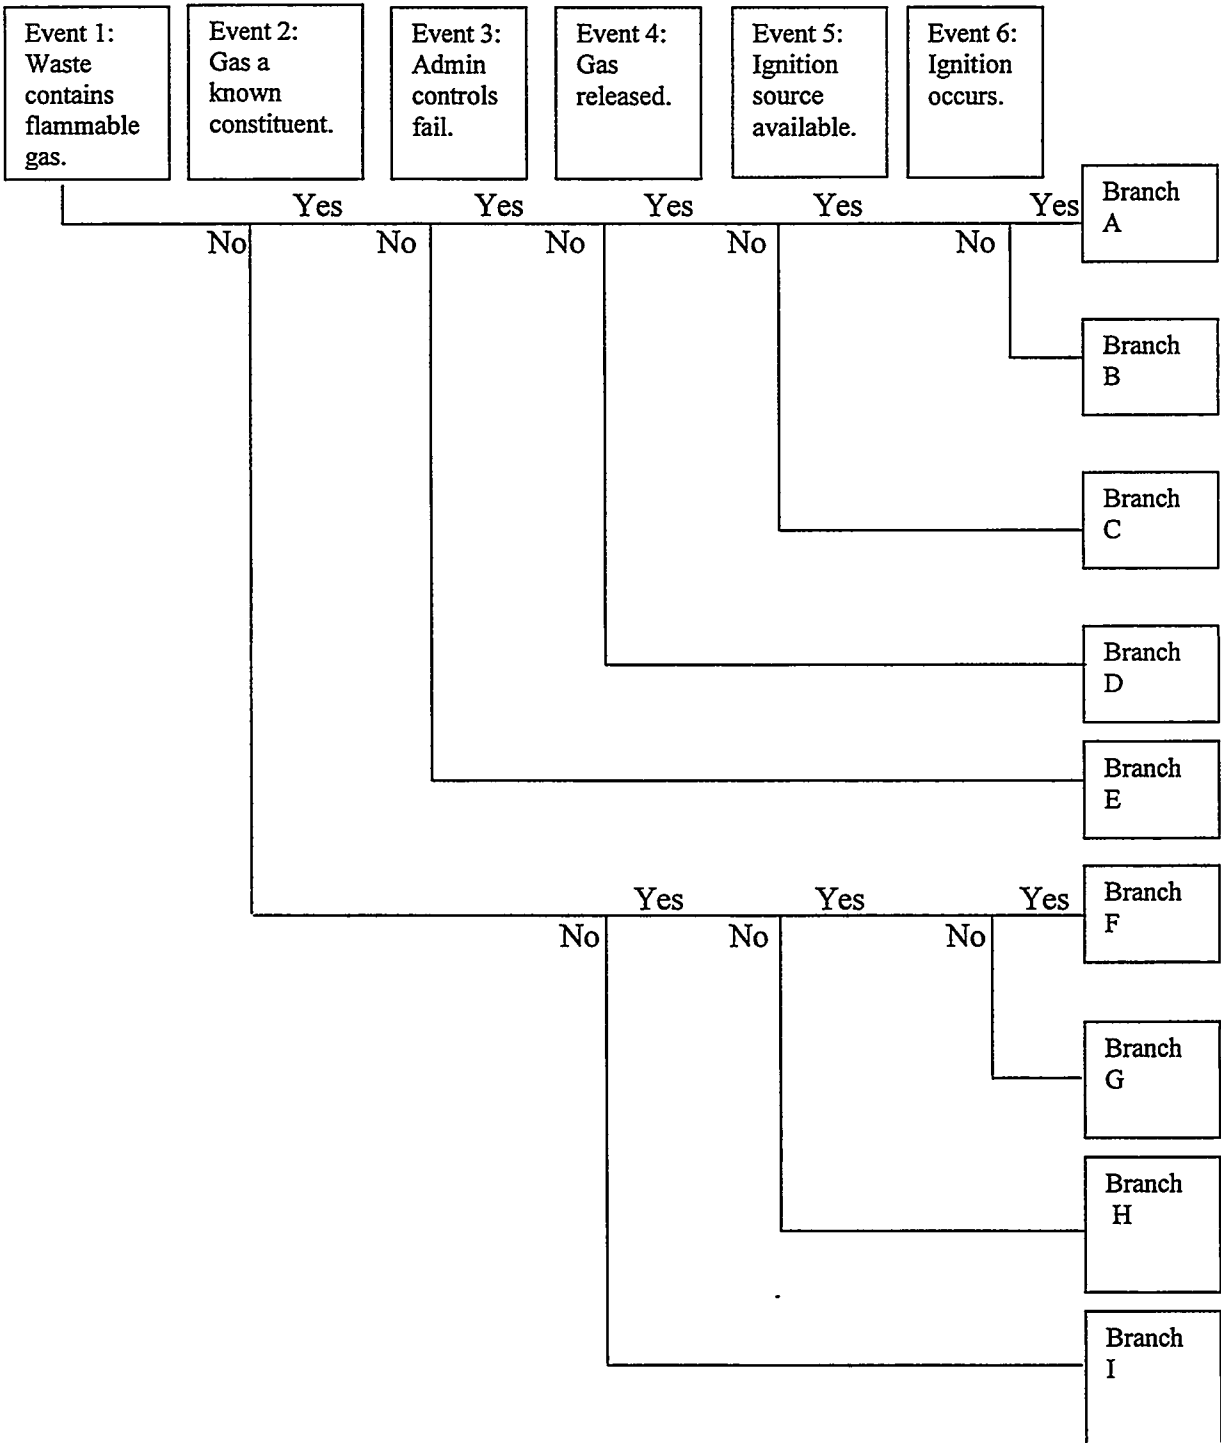 Event 1:
Waste
contains
flammable
gas.
Event 2:
Gas a
known
constituent.
Event 3:
Admin
controls
fail.
Event 4:
Gas
released.
Event 5:
Ignition
source
available.
Event 6:
Ignition
occurs.
Yes Yes Yes Yes Yes
No No No No No
Branch
A
Branch
B
Branch
C
Branch
D
Branch
E
Yes Yes Yes
No No No
Branch
F
Branch
G
Branch
H
Branch
I